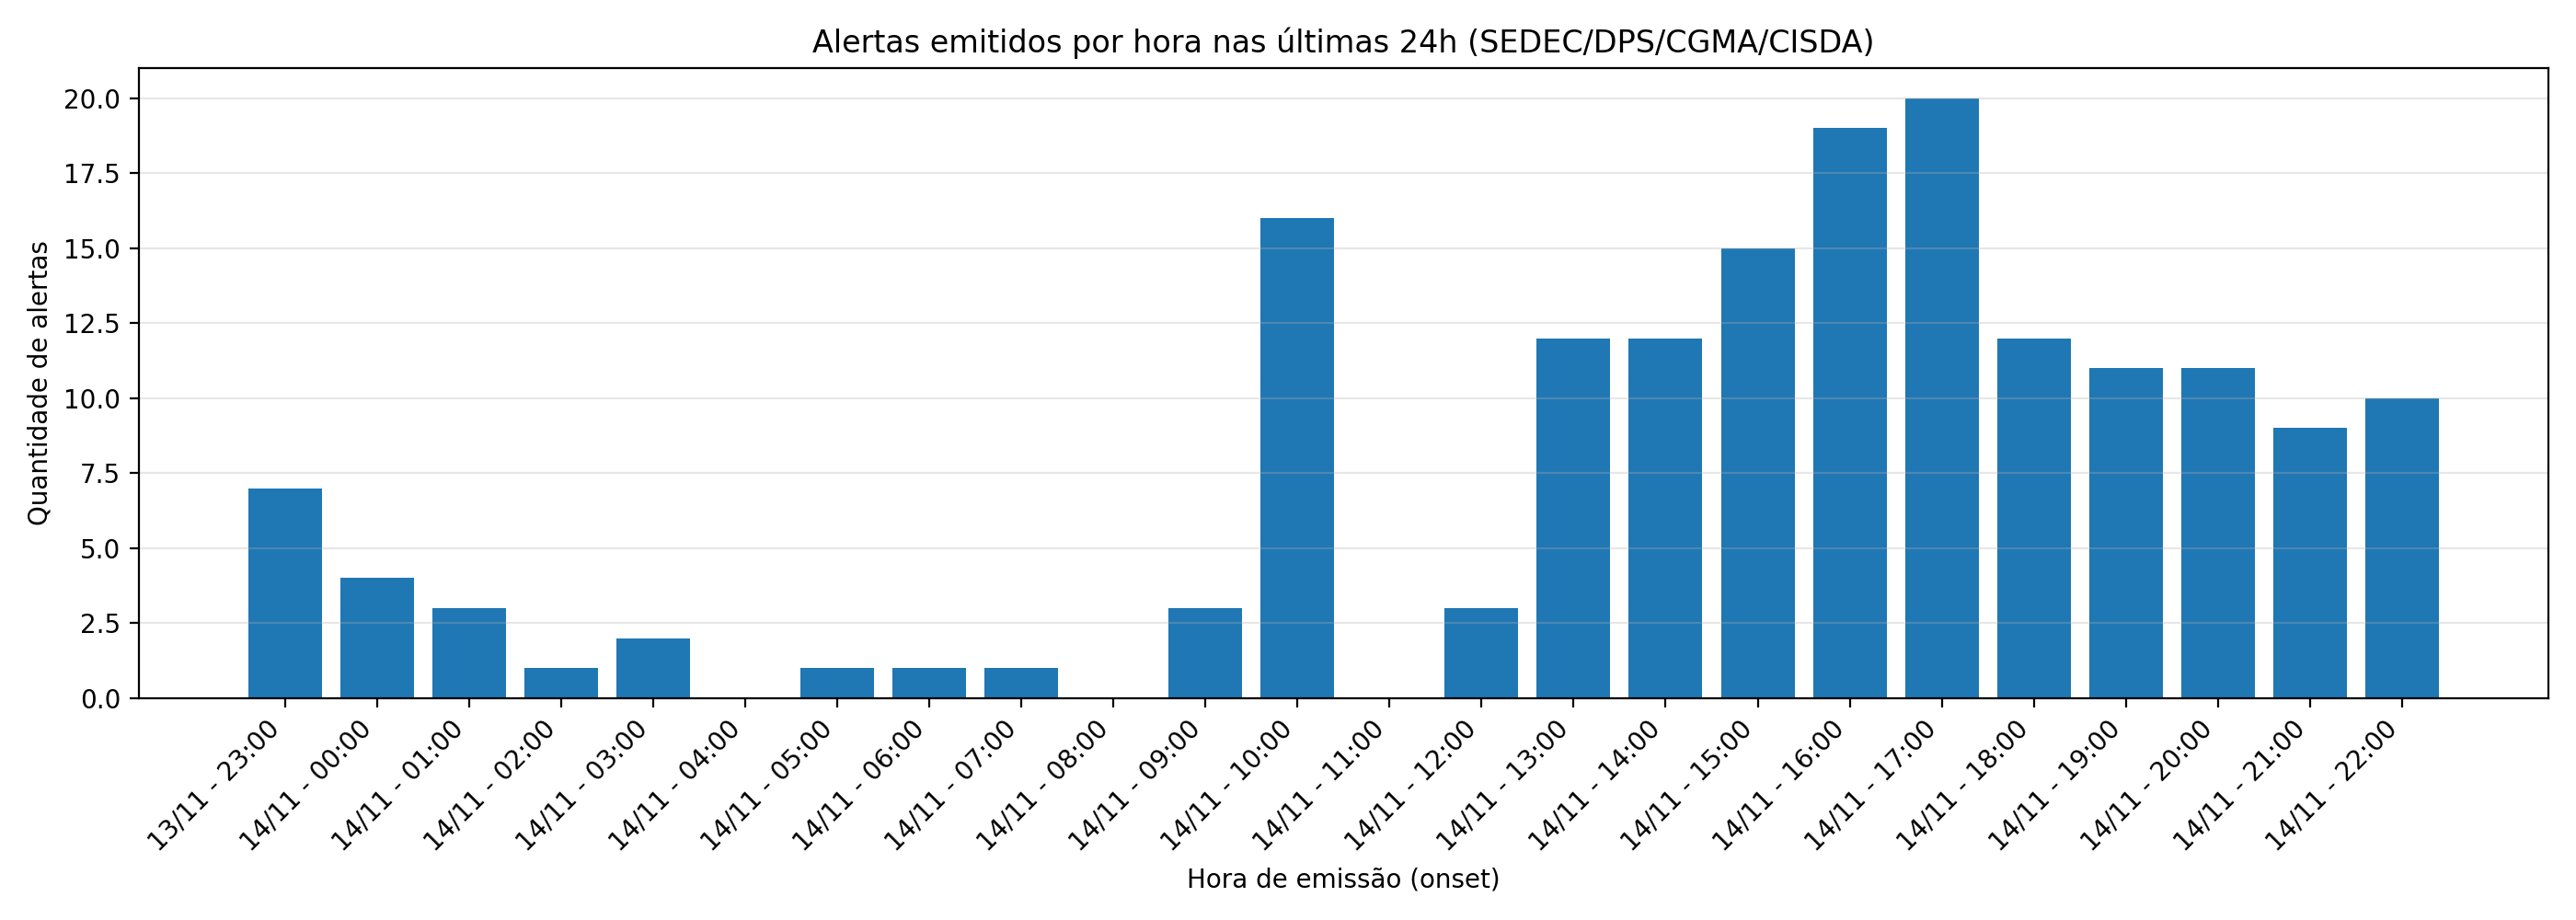 Alertas emitidos por hora nas últimas 24h (SEDEC/DPS/CGMA/CISDA)
Quantidade de alertas
20.0
17.5
15.0
12.5
10.0
7.5
5.0
2.5
0.0
13/11 - 23:00
14/11 - 00:00
14/11 - 01:00
14/11 - 02:00
14/11 - 03:00
14/11 - 04:00
14/11 - 05:00
14/11 - 06:00
14/11 - 07:00
14/11 - 08:00
14/11 - 09:00
14/11 - 10:00
14/11 - 11:00
14/11 - 12:00
14/11 - 13:00
14/11 - 14:00
14/11 - 15:00
14/11 - 16:00
14/11 - 17:00
14/11 - 18:00
14/11 - 19:00
14/11 - 20:00
14/11 - 21:00
14/11 - 22:00
Hora de emissão (onset)